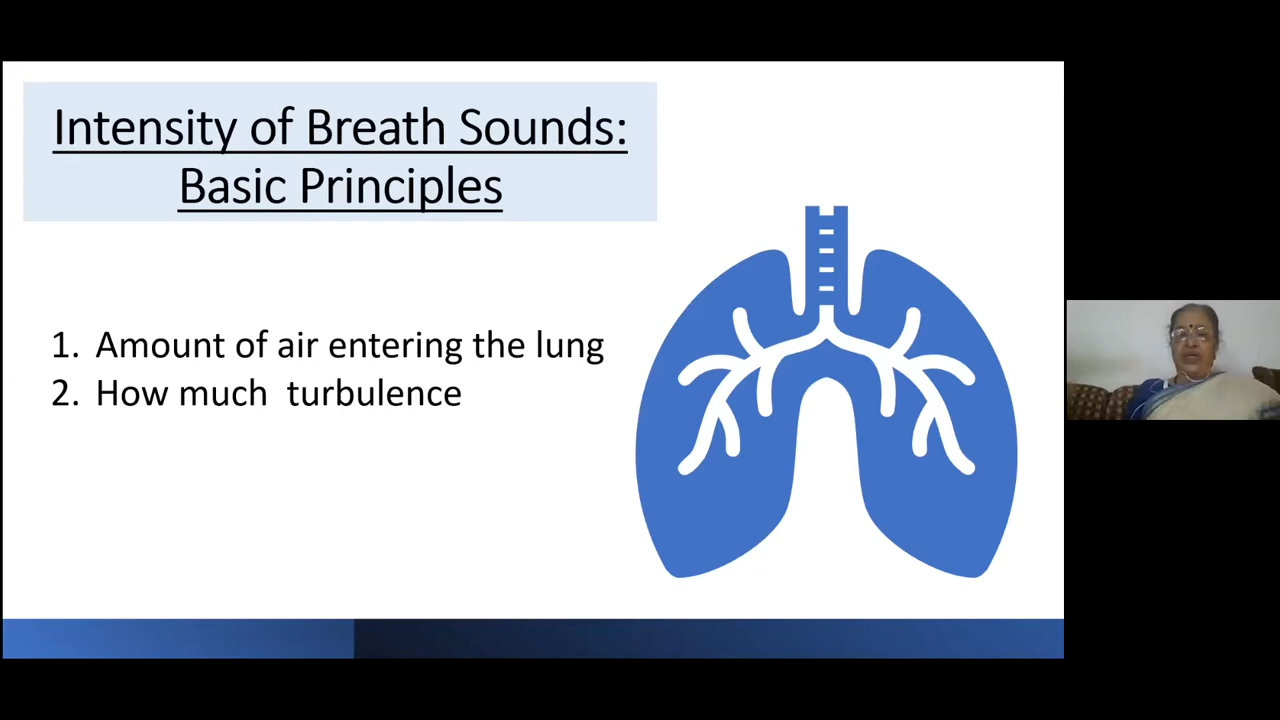 Intensity of Breath Sounds:
Basic Principles
1. Amount of air entering the lung
2. How much  turbulence